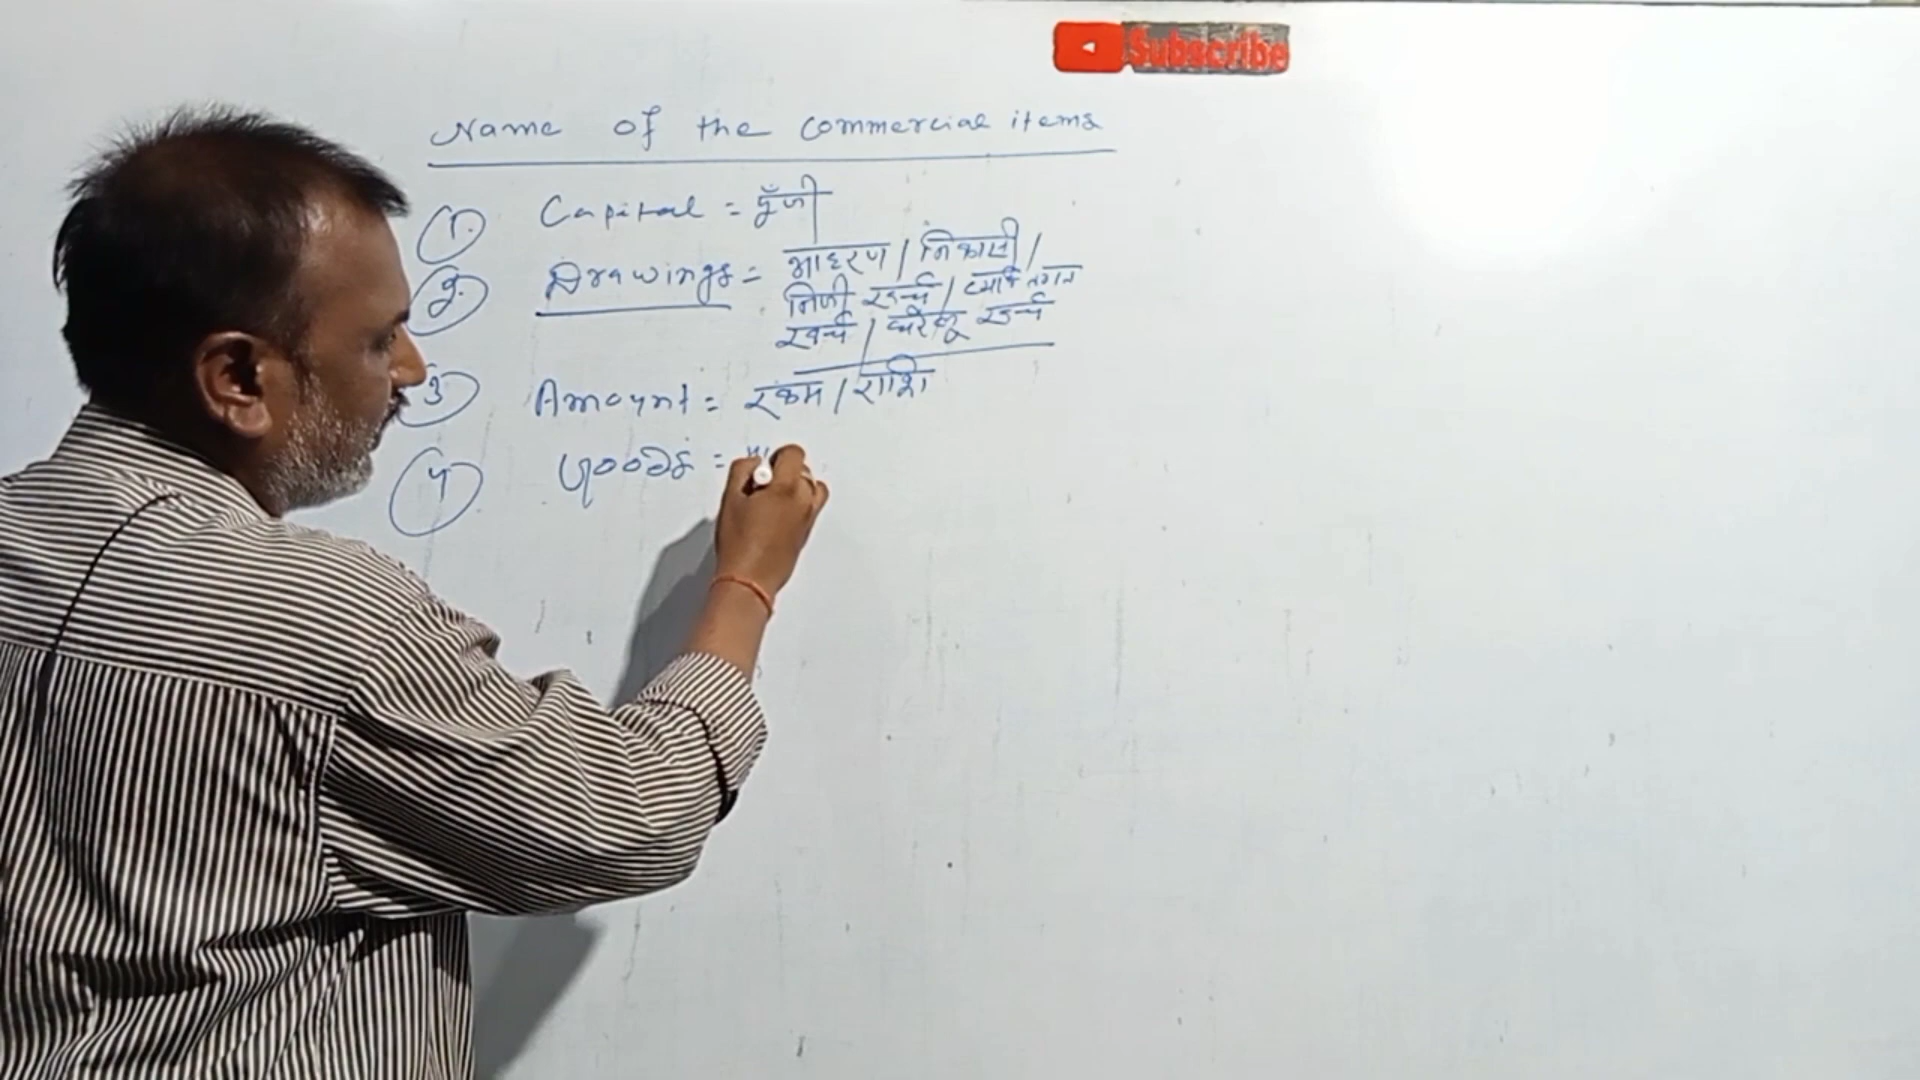 Subscribe
Name of the commercial items
1. Capital = पूँजी
2. Drawings = आहरण / निकासी /
निजी खर्च / व्यक्तिगत
खर्च / घरेलू खर्च
3 Amount = रकम / राशि
4 Goods =